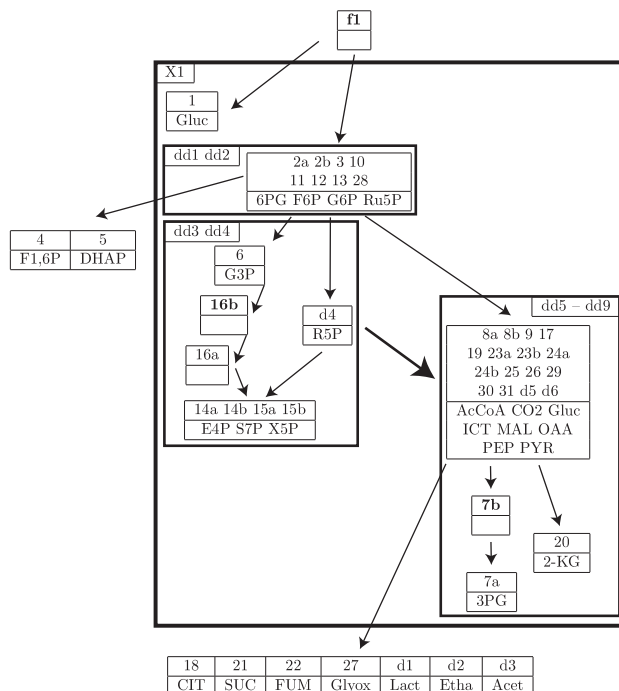 f1
X1
1
Gluc
dd1 dd2
2a 2b 3 10
11 12 13 28
6PG F6P G6P Ru5P
4 5
F1,6P DHAP
dd3 dd4
6
G3P
16b
16a
d4
R5P
14a 14b 15a 15b
E4P S7P X5P
dd5 – dd9
8a 8b 9 17
19 23a 23b 24a
24b 25 26 29
30 31 d5 d6
AcCoA CO2 Gluc
ICT MAL OAA
PEP PYR
7b
20
2-KG
7a
3PG
18 21 22 27 d1 d2 d3
CIT SUC FUM Glyox Lact Etha Acet